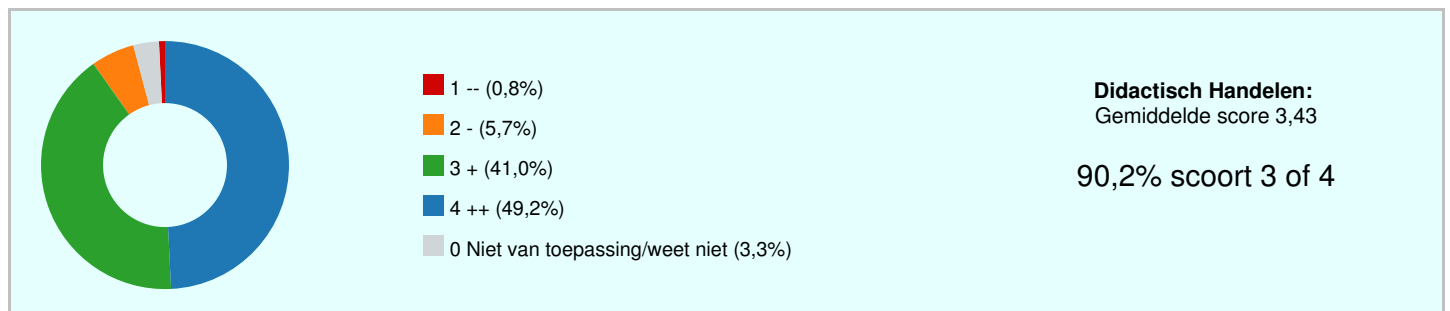 1 -- (0,8%)
2 - (5,7%)
3 + (41,0%)
4 ++ (49,2%)
0 Niet van toepassing/weet niet (3,3%)
Didactisch Handelen:
Gemiddelde score 3,43
90,2% scoort 3 of 4